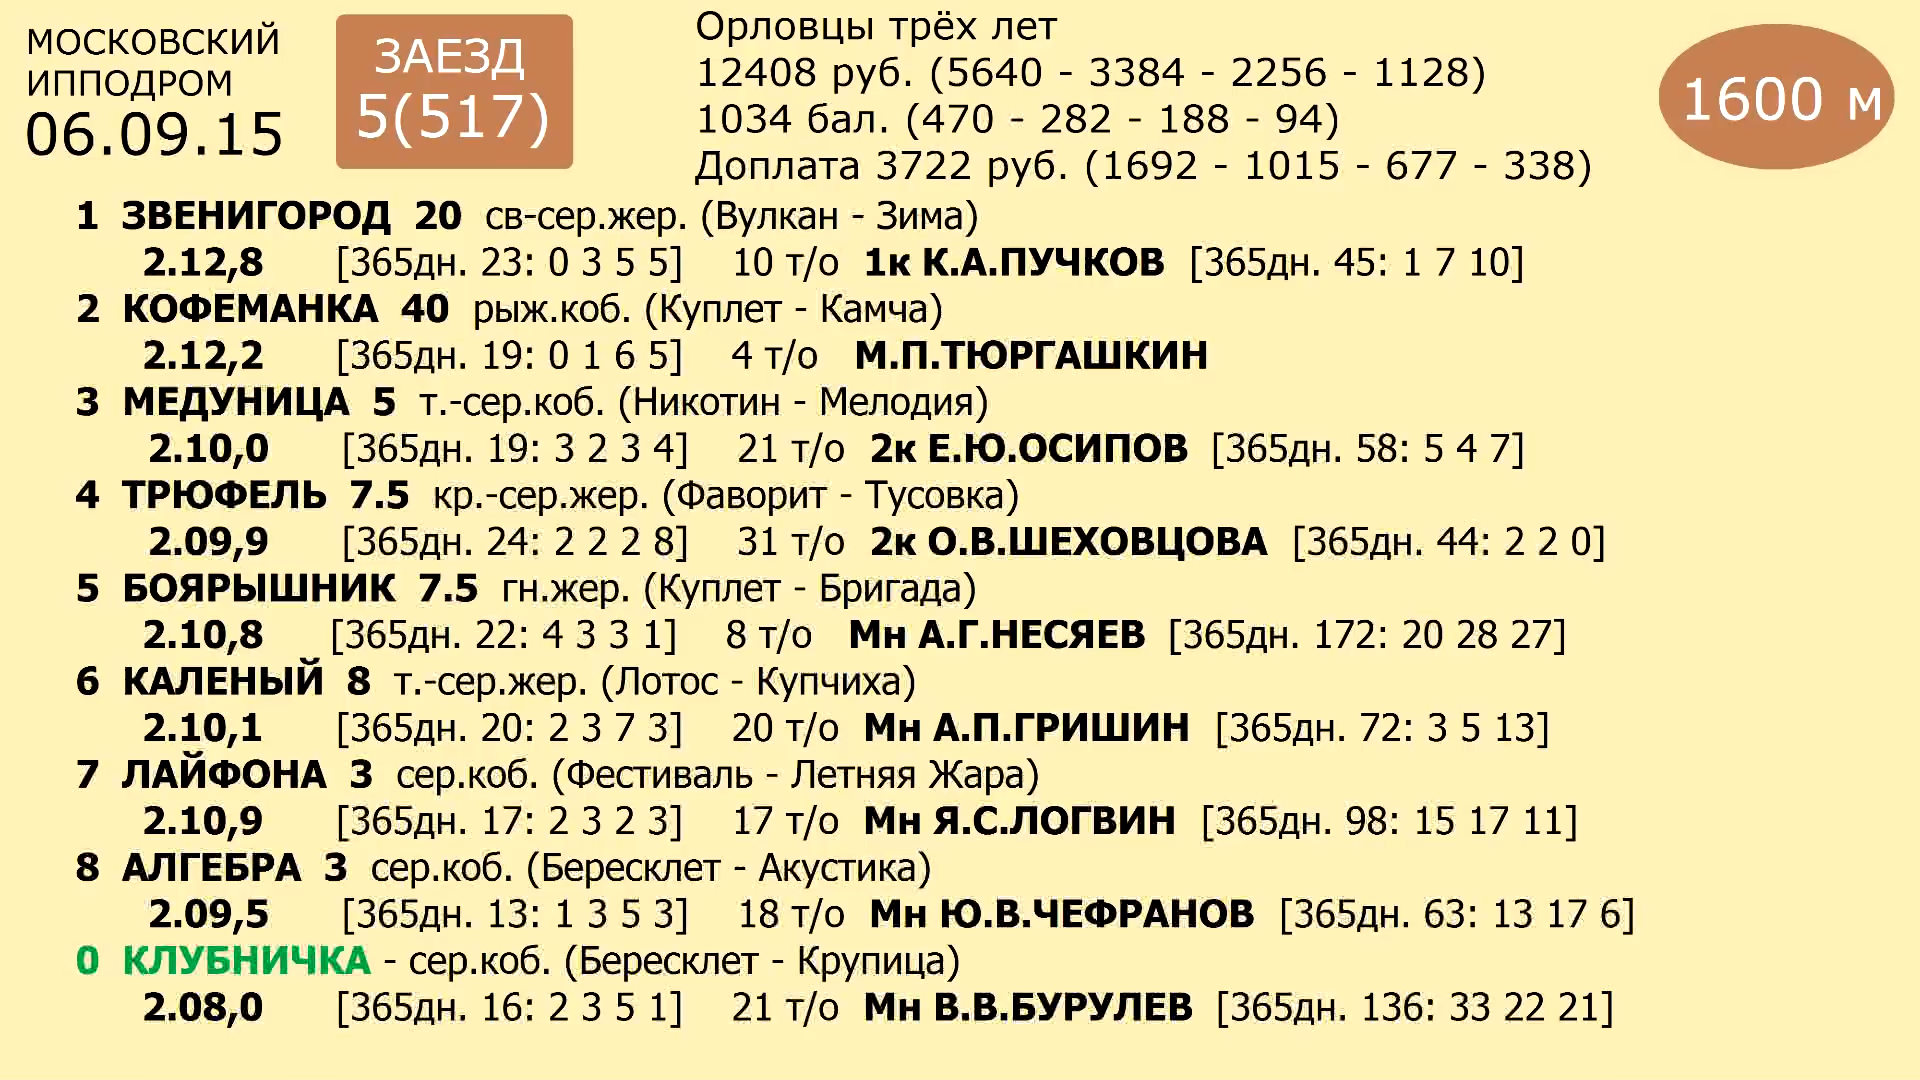 МОСКОВСКИЙ
ИППОДРОМ
06.09.15
ЗАЕЗД
5(517)
Орловцы трёх лет
12408 руб. (5640 - 3384 - 2256 - 1128)
1034 бал. (470 - 282 - 188 - 94)
Доплата 3722 руб. (1692 - 1015 - 677 - 338)
1600 м
1 ЗВЕНИГОРОД 20 св-сер.жер. (Вулкан - Зима)
2.12,8 [365дн. 23: 0 3 5 5] 10 т/о 1к К.А.ПУЧКОВ [365дн. 45: 1 7 10]
2 КОФЕМАНКА 40 рыж.коб. (Куплет - Камча)
2.12,2 [365дн. 19: 0 1 6 5] 4 т/о М.П.ТЮРГАШКИН
3 МЕДУНИЦА 5 т.-сер.коб. (Никотин - Мелодия)
2.10,0 [365дн. 19: 3 2 3 4] 21 т/о 2к Е.Ю.ОСИПОВ [365дн. 58: 5 4 7]
4 ТРЮФЕЛЬ 7.5 кр.-сер.жер. (Фаворит - Тусовка)
2.09,9 [365дн. 24: 2 2 2 8] 31 т/о 2к О.В.ШЕХОВЦОВА [365дн. 44: 2 2 0]
5 БОЯРЫШНИК 7.5 гн.жер. (Куплет - Бригада)
2.10,8 [365дн. 22: 4 3 3 1] 8 т/о Мн А.Г.НЕСЯЕВ [365дн. 172: 20 28 27]
6 КАЛЕНЫЙ 8 т.-сер.жер. (Лотос - Купчиха)
2.10,1 [365дн. 20: 2 3 7 3] 20 т/о Мн А.П.ГРИШИН [365дн. 72: 3 5 13]
7 ЛАЙФОНА 3 сер.коб. (Фестиваль - Летняя Жара)
2.10,9 [365дн. 17: 2 3 2 3] 17 т/о Мн Я.С.ЛОГВИН [365дн. 98: 15 17 11]
8 АЛГЕБРА 3 сер.коб. (Бересклет - Акустика)
2.09,5 [365дн. 13: 1 3 5 3] 18 т/о Мн Ю.В.ЧЕФРАНОВ [365дн. 63: 13 17 6]
0 КЛУБНИЧКА - сер.коб. (Бересклет - Крупица)
2.08,0 [365дн. 16: 2 3 5 1] 21 т/о Мн В.В.БУРУЛЕВ [365дн. 136: 33 22 21]